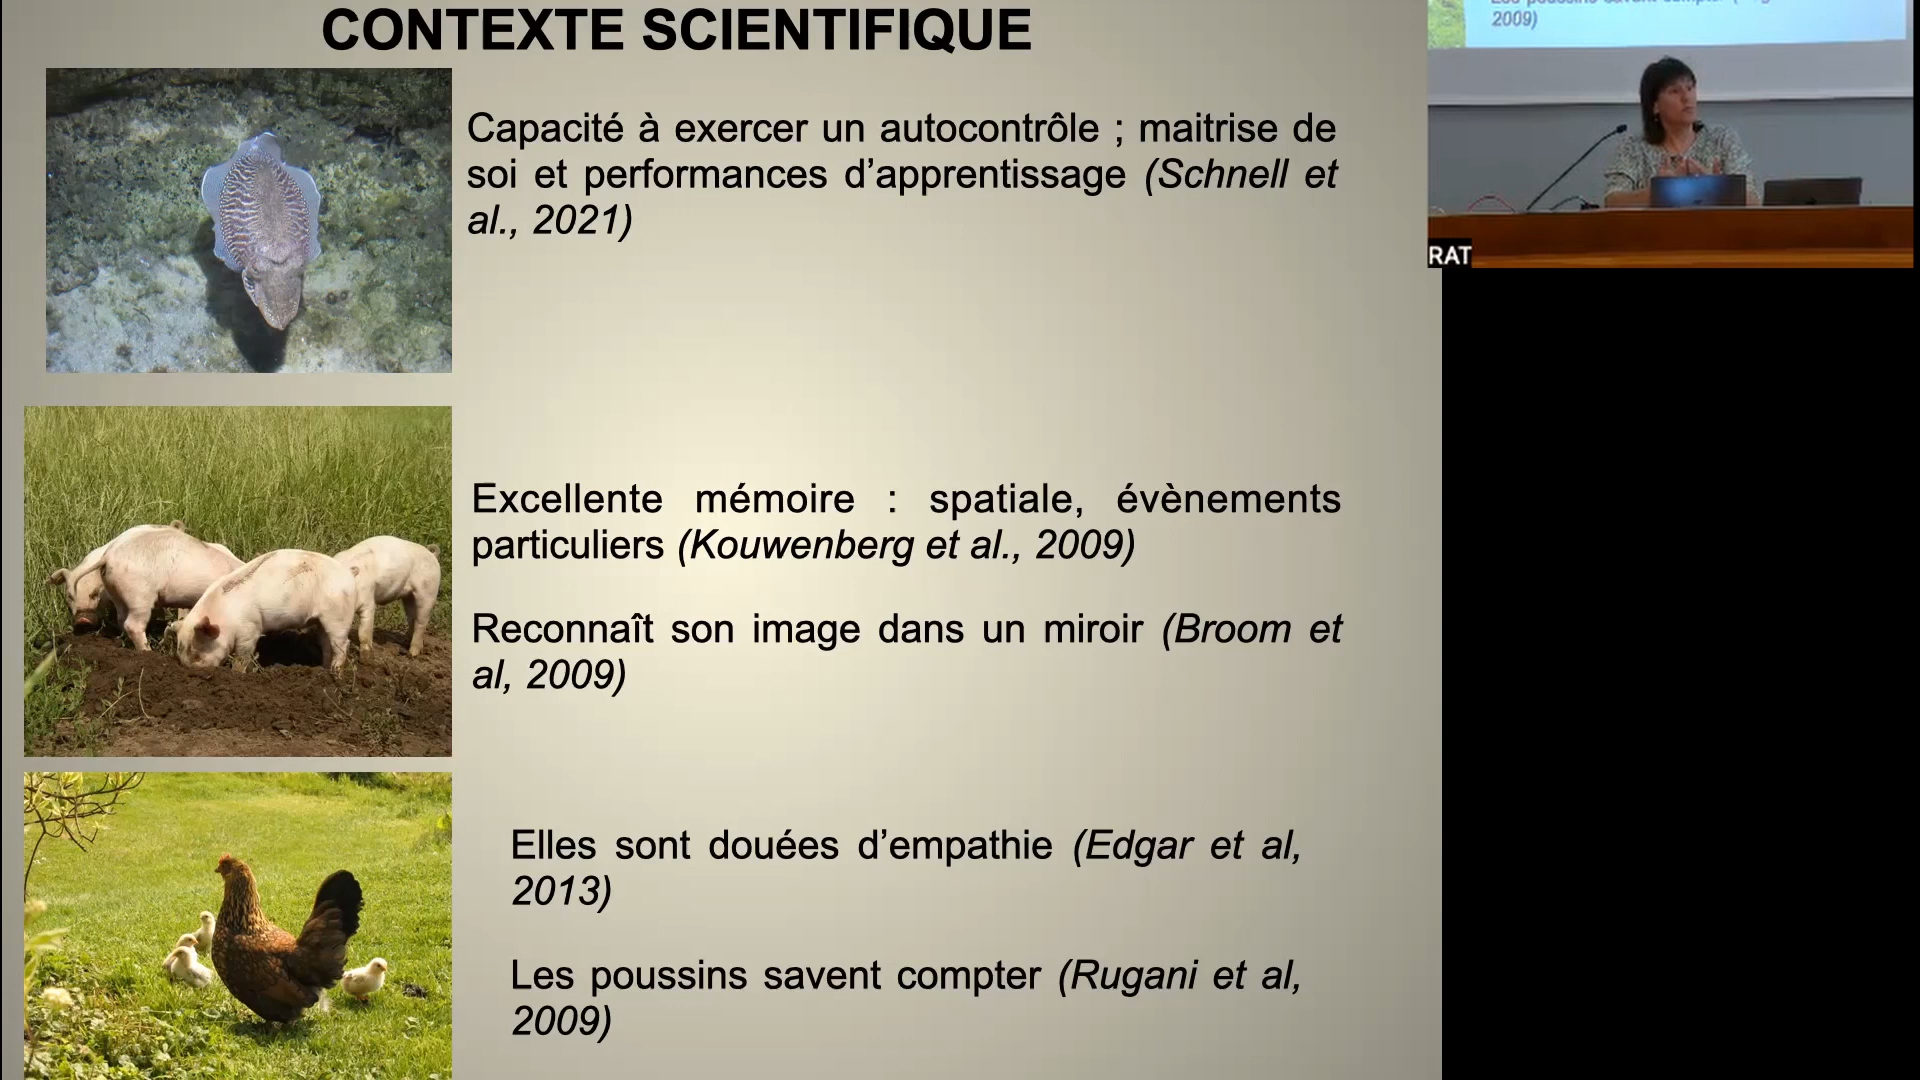 CONTEXTE SCIENTIFIQUE
Capacité à exercer un autocontrôle ; maitrise de
soi et performances d’apprentissage (Schnell et
al., 2021)
Excellente mémoire : spatiale, évènements
particuliers (Kouwenberg et al., 2009)
Reconnaît son image dans un miroir (Broom et
al, 2009)
Elles sont douées d’empathie (Edgar et al,
2013)
Les poussins savent compter (Rugani et al,
2009)
2009)
RAT